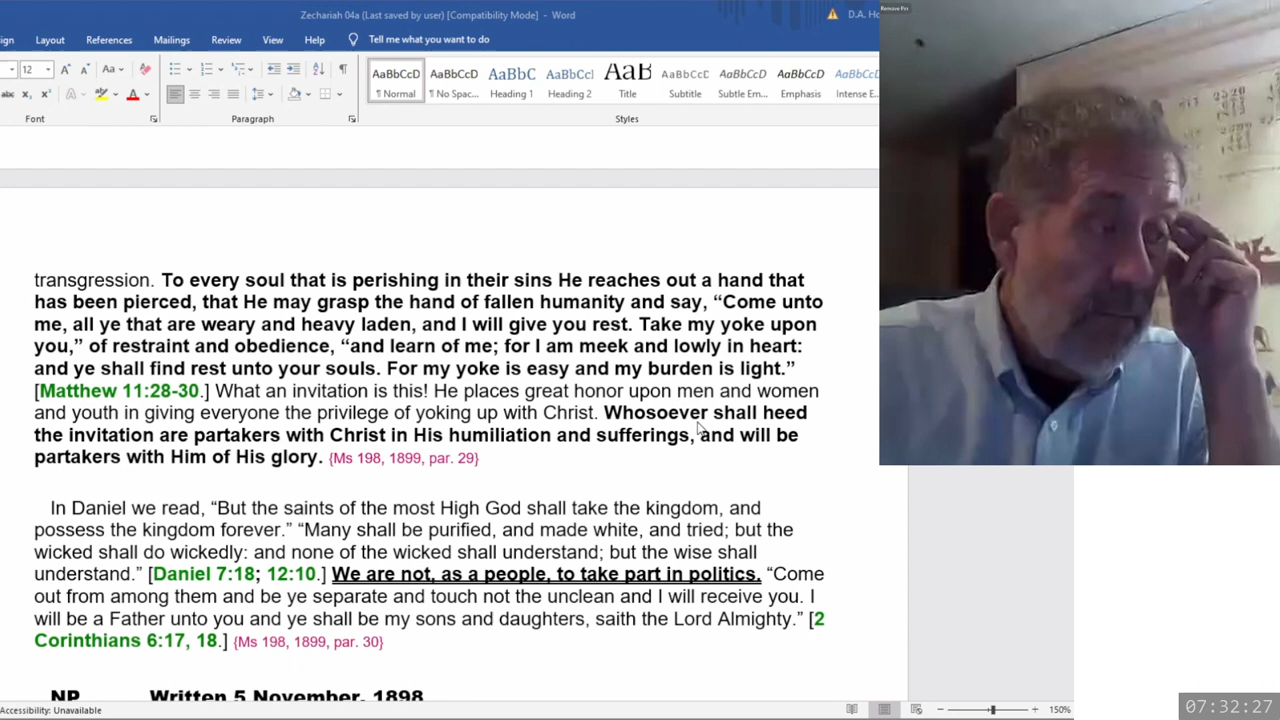 Zechariah 04a (Last saved by user) [Compatibility Mode] - Word
D.A. Ho
Remove Pin
Layout References Mailings Review View Help Tell me what you want to do
12 Aa
AaBbCcD AaBbCcD AaBbC AaBbCcI AaB AaBbCcD AaBbCcD AaBbCcD AaBbCcD
¶ Normal ¶ No Spac... Heading 1 Heading 2 Title Subtitle Subtle Em... Emphasis Intense E...
Font Paragraph Styles
transgression. To every soul that is perishing in their sins He reaches out a hand that
has been pierced, that He may grasp the hand of fallen humanity and say, “Come unto
me, all ye that are weary and heavy laden, and I will give you rest. Take my yoke upon
you,” of restraint and obedience, “and learn of me; for I am meek and lowly in heart:
and ye shall find rest unto your souls. For my yoke is easy and my burden is light.”
[Matthew 11:28-30.] What an invitation is this! He places great honor upon men and women
and youth in giving everyone the privilege of yoking up with Christ. Whosoever shall heed
the invitation are partakers with Christ in His humiliation and sufferings, and will be
partakers with Him of His glory. {Ms 198, 1899, par. 29}
In Daniel we read, “But the saints of the most High God shall take the kingdom, and
possess the kingdom forever.” “Many shall be purified, and made white, and tried; but the
wicked shall do wickedly: and none of the wicked shall understand; but the wise shall
understand.” [Daniel 7:18; 12:10.] We are not, as a people, to take part in politics. “Come
out from among them and be ye separate and touch not the unclean and I will receive you. I
will be a Father unto you and ye shall be my sons and daughters, saith the Lord Almighty.” [2
Corinthians 6:17, 18.] {Ms 198, 1899, par. 30}
NP Written 5 November, 1898
Accessibility: Unavailable
150%
07:32:27